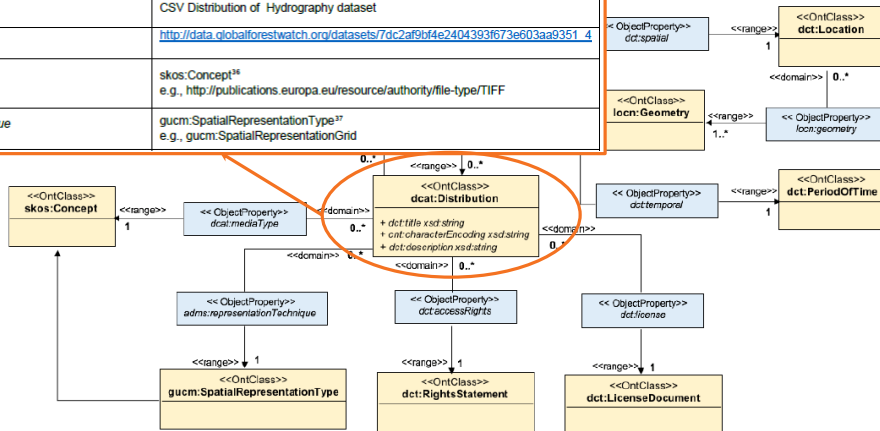 CSV Distribution of Hydrography dataset
http://data.globalforestwatch.org/datasets/7dc2af9bf4e2404393f673e603aa9351_4
skos:Concept³⁶
e.g., http://publications.europa.eu/resource/authority/file-type/TIFF
ue
gucm:SpatialRepresentationType³⁷
e.g., gucm:SpatialRepresentationGrid
<< ObjectProperty>>
dct:spatial
<<range>>
1
<<OntClass>>
dct:Location
<<domain>>
0..*
<<OntClass>>
locn:Geometry
<<range>>
1..*
<< ObjectProperty>>
locn:geometry
0..*
<<range>>
0..*
<<OntClass>>
dcat:Distribution
+ dct:title xsd:string
+ cnt:characterEncoding xsd:string
+ dct:description xsd:string
<<OntClass>>
skos:Concept
<<range>>
1
<< ObjectProperty>>
dcat:mediaType
<<domain>>
0..*
<< ObjectProperty>>
dct:temporal
<<range>>
1
<<OntClass>>
dct:PeriodOfTime
<<domain>>
0..*
<<domain>>
0..*
<<domain>>
0..*
<< ObjectProperty>>
adms:representationTechnique
<< ObjectProperty>>
dct:accessRights
<< ObjectProperty>>
dct:license
<<range>>
1
<<range>>
1
<<range>>
1
<<OntClass>>
gucm:SpatialRepresentationType
<<OntClass>>
dct:RightsStatement
<<OntClass>>
dct:LicenseDocument